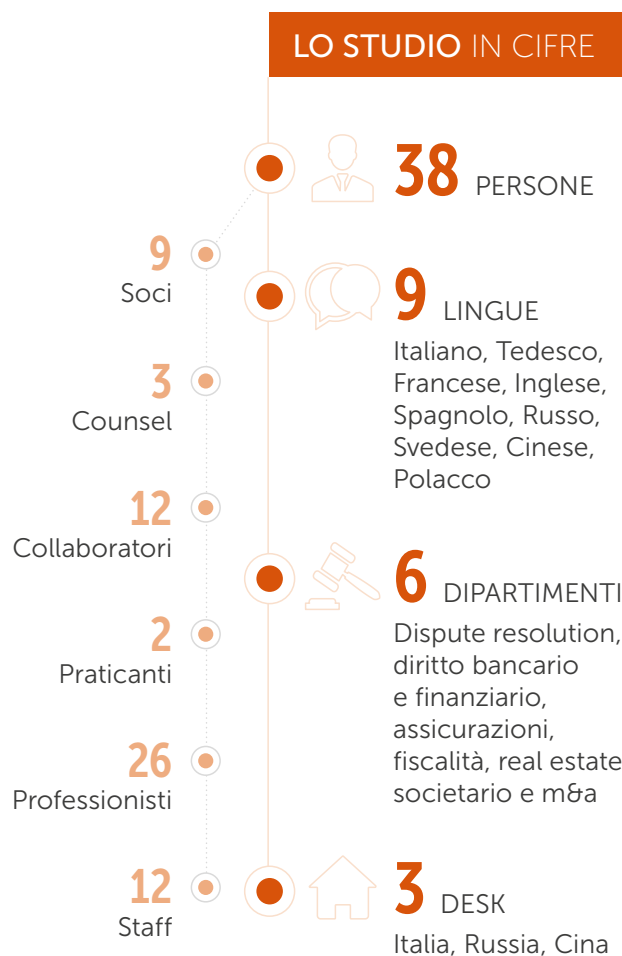 LO STUDIO IN CIFRE
38 PERSONE
9
Soci
3
Counsel
12
Collaboratori
2
Praticanti
26
Professionisti
12
Staff
9 LINGUE
Italiano, Tedesco,
Francese, Inglese,
Spagnolo, Russo,
Svedese, Cinese,
Polacco
6 DIPARTIMENTI
Dispute resolution,
diritto bancario
e finanziario,
assicurazioni,
fiscalità, real estate
societario e m&a
3 DESK
Italia, Russia, Cina